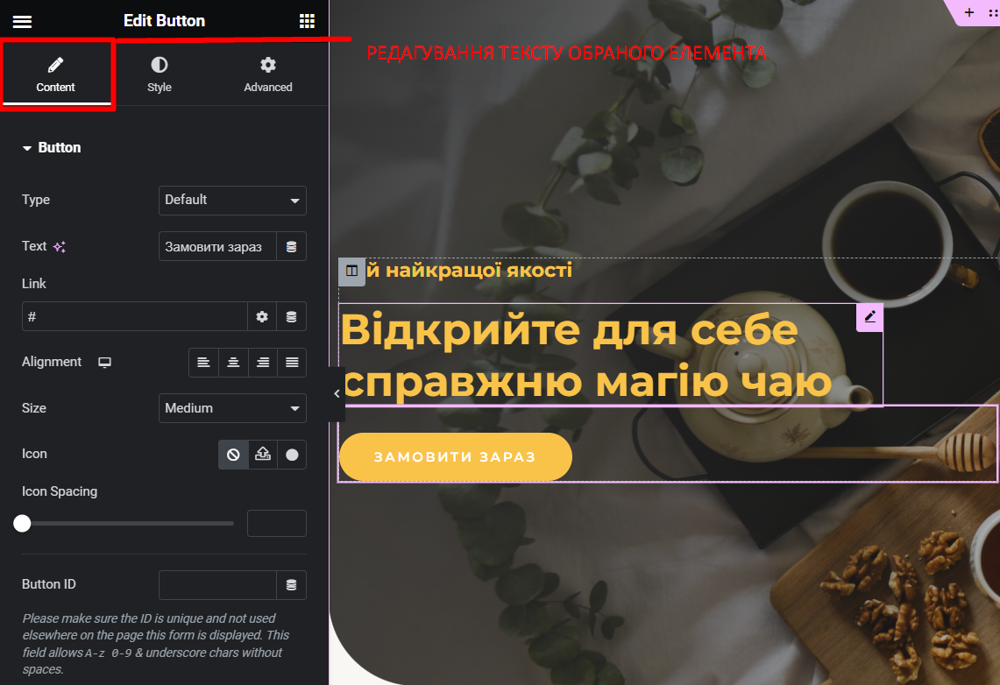 Edit Button
Content
Style
Advanced
РЕДАГУВАННЯ ТЕКСТУ ОБРАНОГО ЕЛЕМЕНТА
Button
Type
Default
Text
Замовити зараз
Link
#
Alignment
Size
Medium
Icon
Icon Spacing
Button ID
Please make sure the ID is unique and not used
elsewhere on the page this form is displayed. This
field allows A-z 0-9 & underscore chars without
spaces.
й найкращої якості
Відкрийте для себе
справжню магію чаю
ЗАМОВИТИ ЗАРАЗ